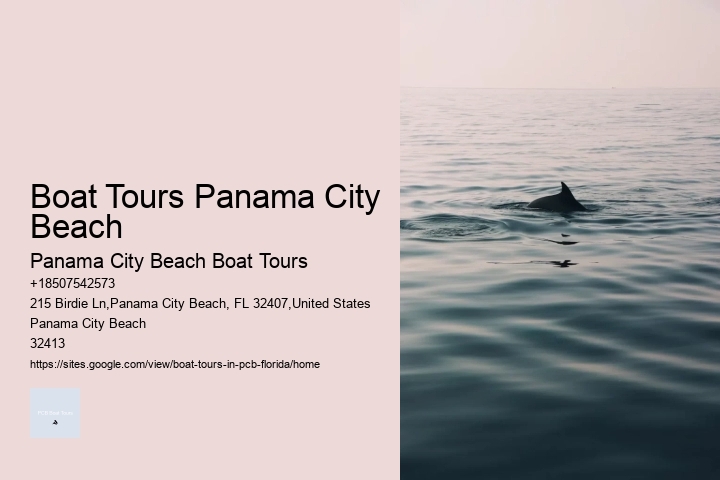 Boat Tours Panama City
Beach
Panama City Beach Boat Tours
+18507542573
215 Birdie Ln,Panama City Beach, FL 32407,United States
Panama City Beach
32413
https://sites.google.com/view/boat-tours-in-pcb-florida/home